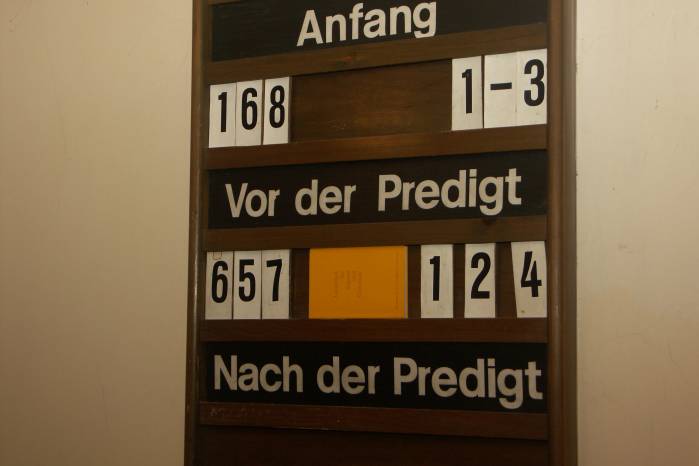 Anfang
168 1-3
Vor der Predigt
657 1 2 4
Nach der Predigt